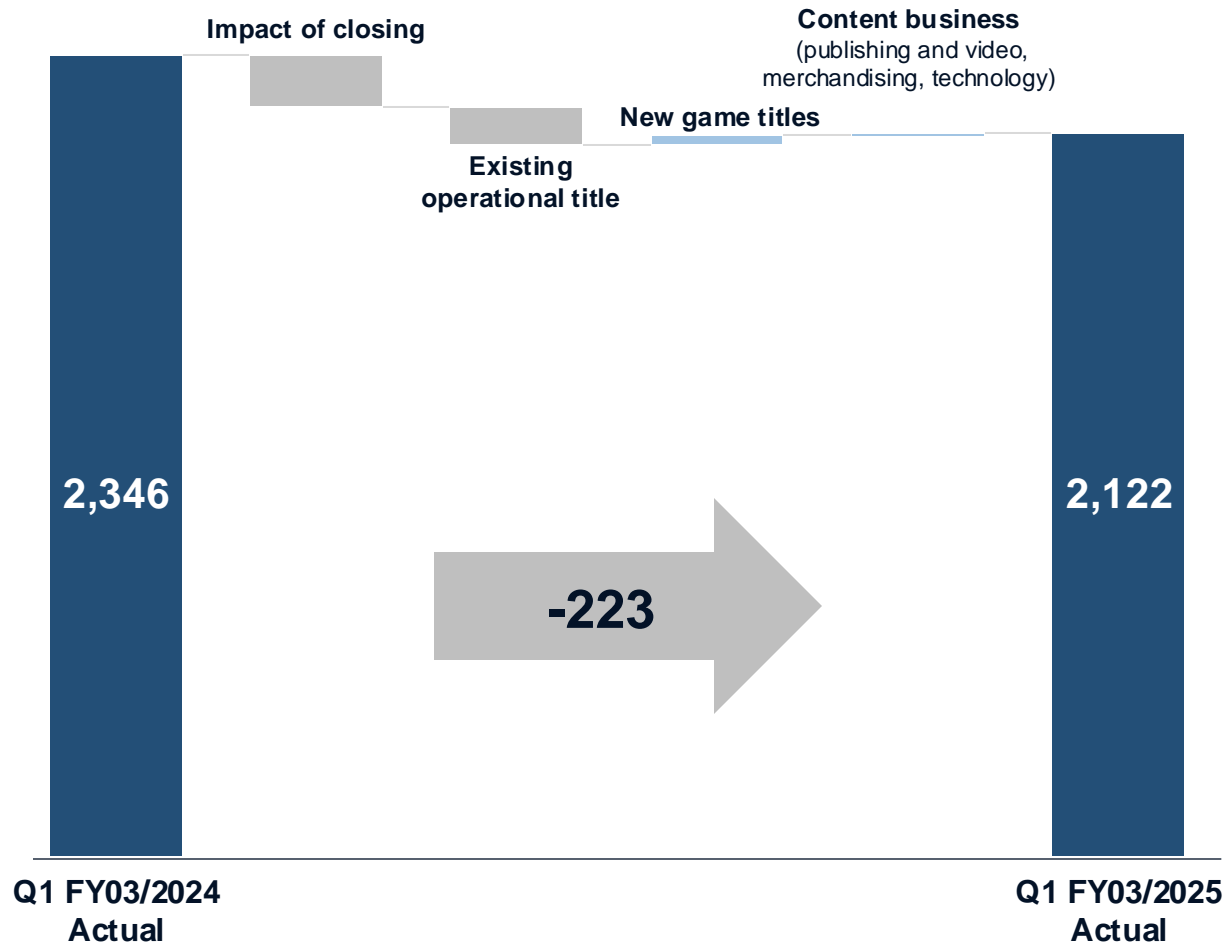 Impact of closing
Content business
(publishing and video,
merchandising, technology)
New game titles
Existing
operational title
2,346
2,122
-223
Q1 FY03/2024
Actual
Q1 FY03/2025
Actual